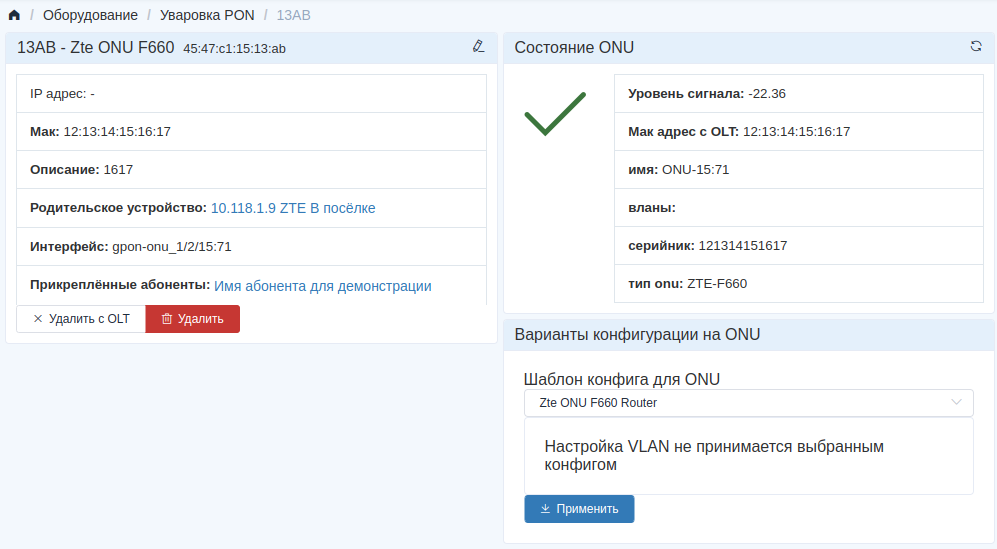 / Оборудование / Уваровка PON / 13AB
13AB - Zte ONU F660 45:47:c1:15:13:ab
IP адрес: -
Мак: 12:13:14:15:16:17
Описание: 1617
Родительское устройство: 10.118.1.9 ZTE В посёлке
Интерфейс: gpon-onu_1/2/15:71
Прикреплённые абоненты: Имя абонента для демонстрации
Удалить с OLT Удалить
Состояние ONU
Уровень сигнала: -22.36
Мак адрес с OLT: 12:13:14:15:16:17
имя: ONU-15:71
вланы:
серийник: 121314151617
тип onu: ZTE-F660
Варианты конфигурации на ONU
Шаблон конфига для ONU
Zte ONU F660 Router
Настройка VLAN не принимается выбранным
конфигом
Применить